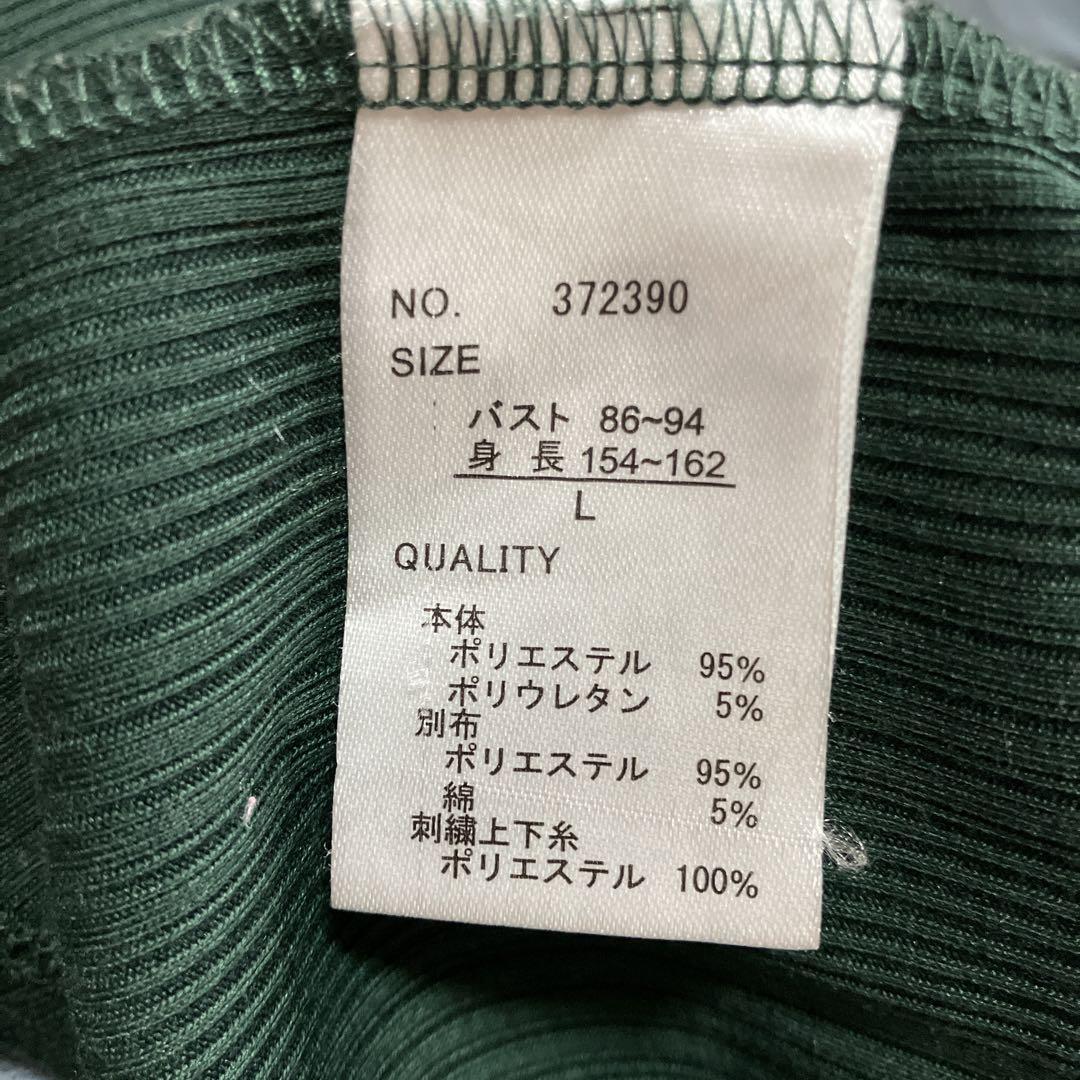 NO. 372390
SIZE
バスト 86~94
身 長 154~162
L
QUALITY
本体
ポリエステル 95%
ポリウレタン 5%
別布
ポリエステル 95%
綿 5%
刺繍上下糸
ポリエステル 100%